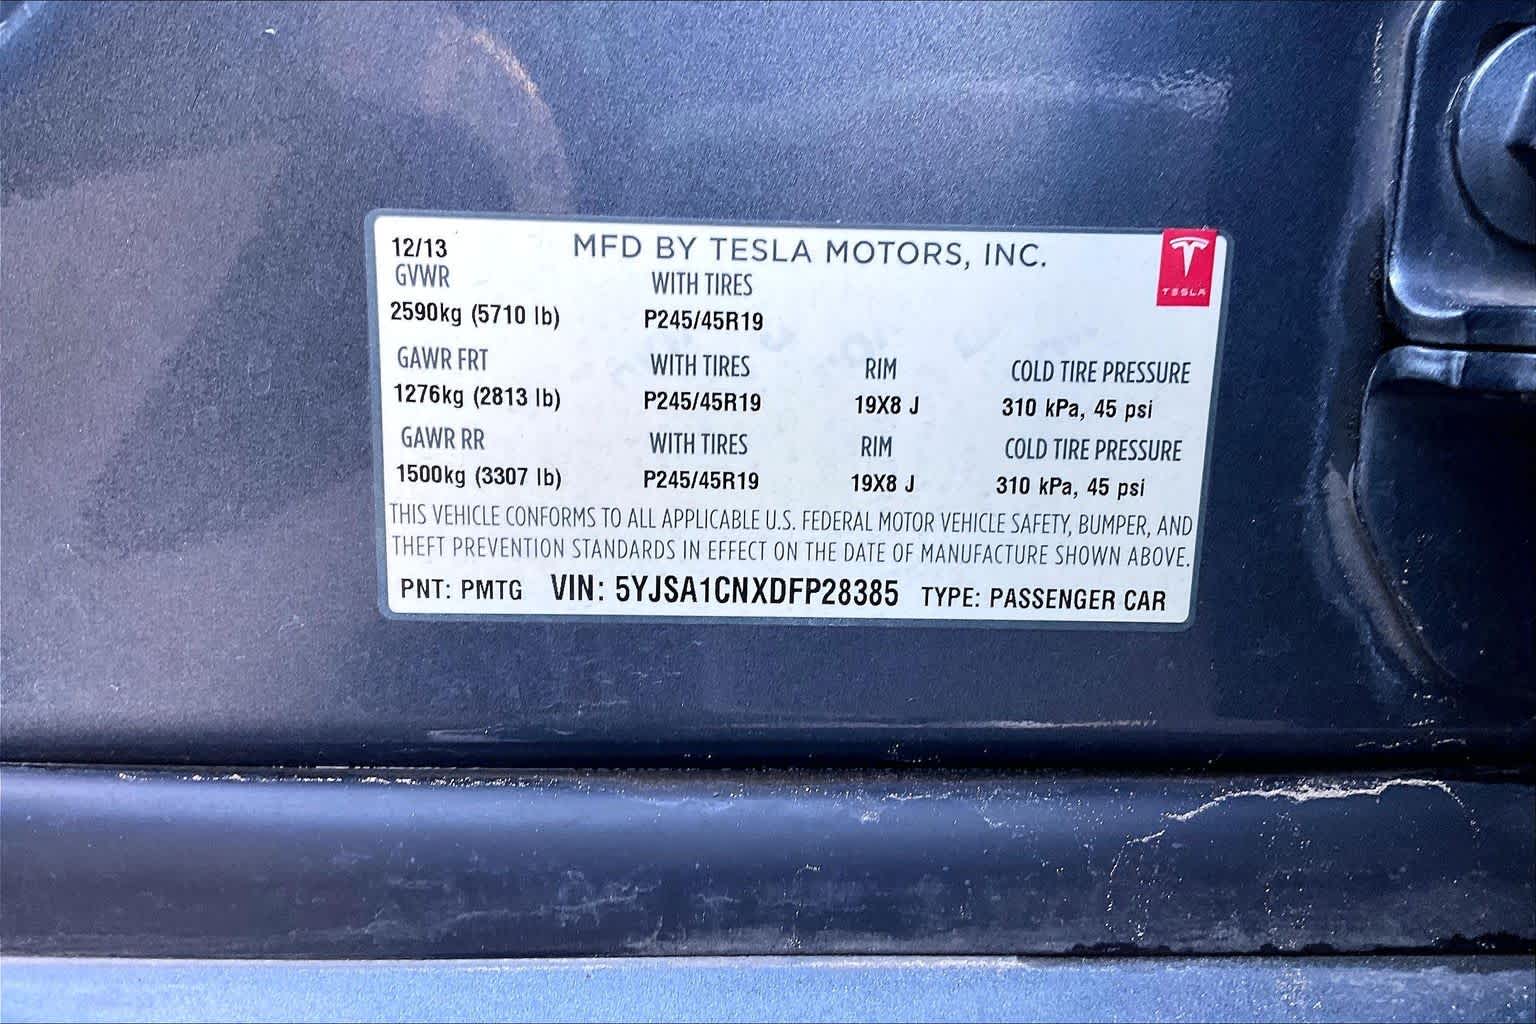 12/13 MFD BY TESLA MOTORS, INC.
TESLA
GVWR WITH TIRES
2590kg (5710 lb) P245/45R19
GAWR FRT WITH TIRES RIM COLD TIRE PRESSURE
1276kg (2813 lb) P245/45R19 19X8 J 310 kPa, 45 psi
GAWR RR WITH TIRES RIM COLD TIRE PRESSURE
1500kg (3307 lb) P245/45R19 19X8 J 310 kPa, 45 psi
THIS VEHICLE CONFORMS TO ALL APPLICABLE U.S. FEDERAL MOTOR VEHICLE SAFETY, BUMPER, AND
THEFT PREVENTION STANDARDS IN EFFECT ON THE DATE OF MANUFACTURE SHOWN ABOVE.
PNT: PMTG VIN: 5YJSA1CNXDFP28385 TYPE: PASSENGER CAR